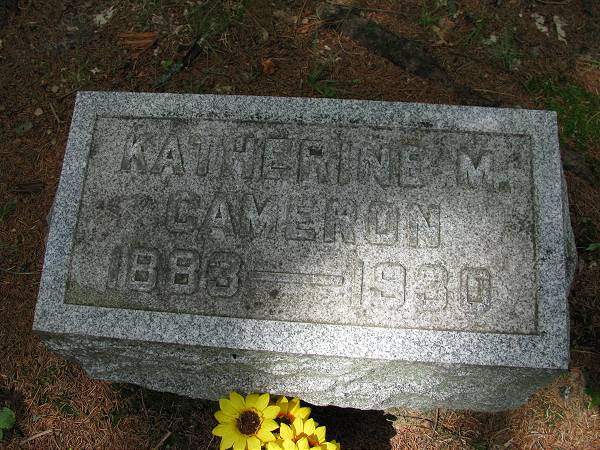 KATHERINE M.
CAMERON
1883 — 1930